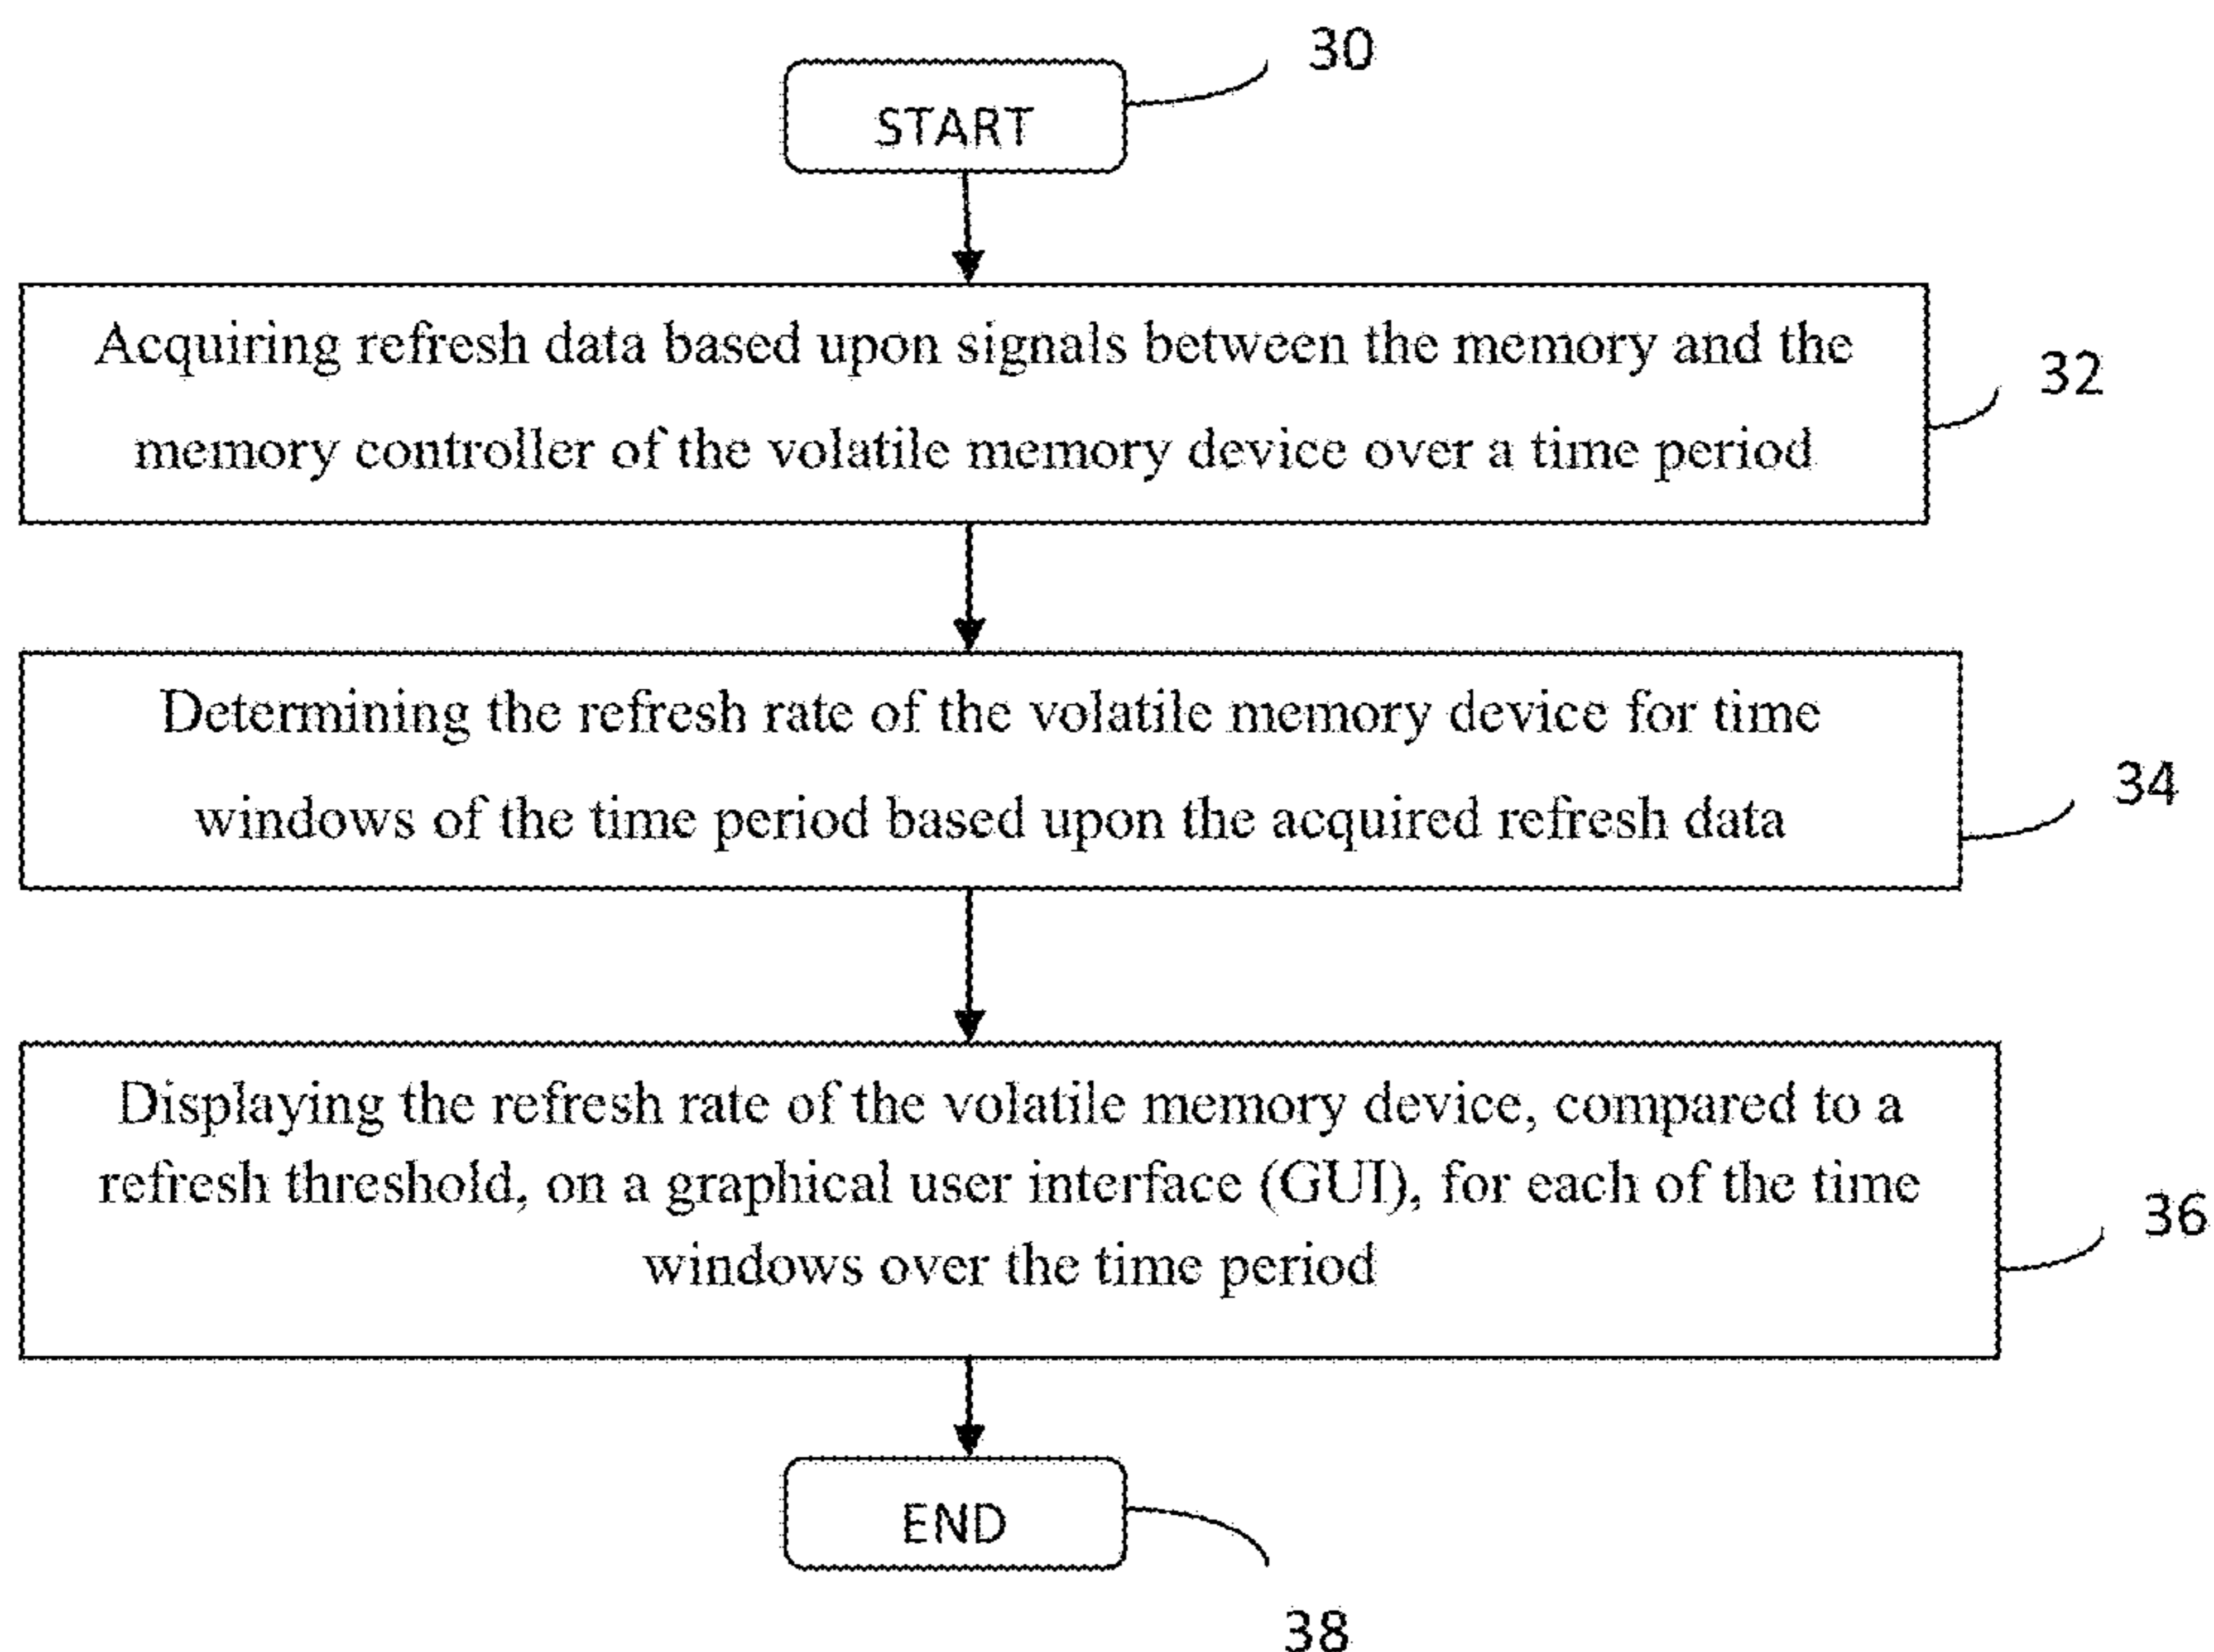 30
START
Acquiring refresh data based upon signals between the memory and the
memory controller of the volatile memory device over a time period
32
Determining the refresh rate of the volatile memory device for time
windows of the time period based upon the acquired refresh data
34
Displaying the refresh rate of the volatile memory device, compared to a
refresh threshold, on a graphical user interface (GUI), for each of the time
windows over the time period
36
END
38